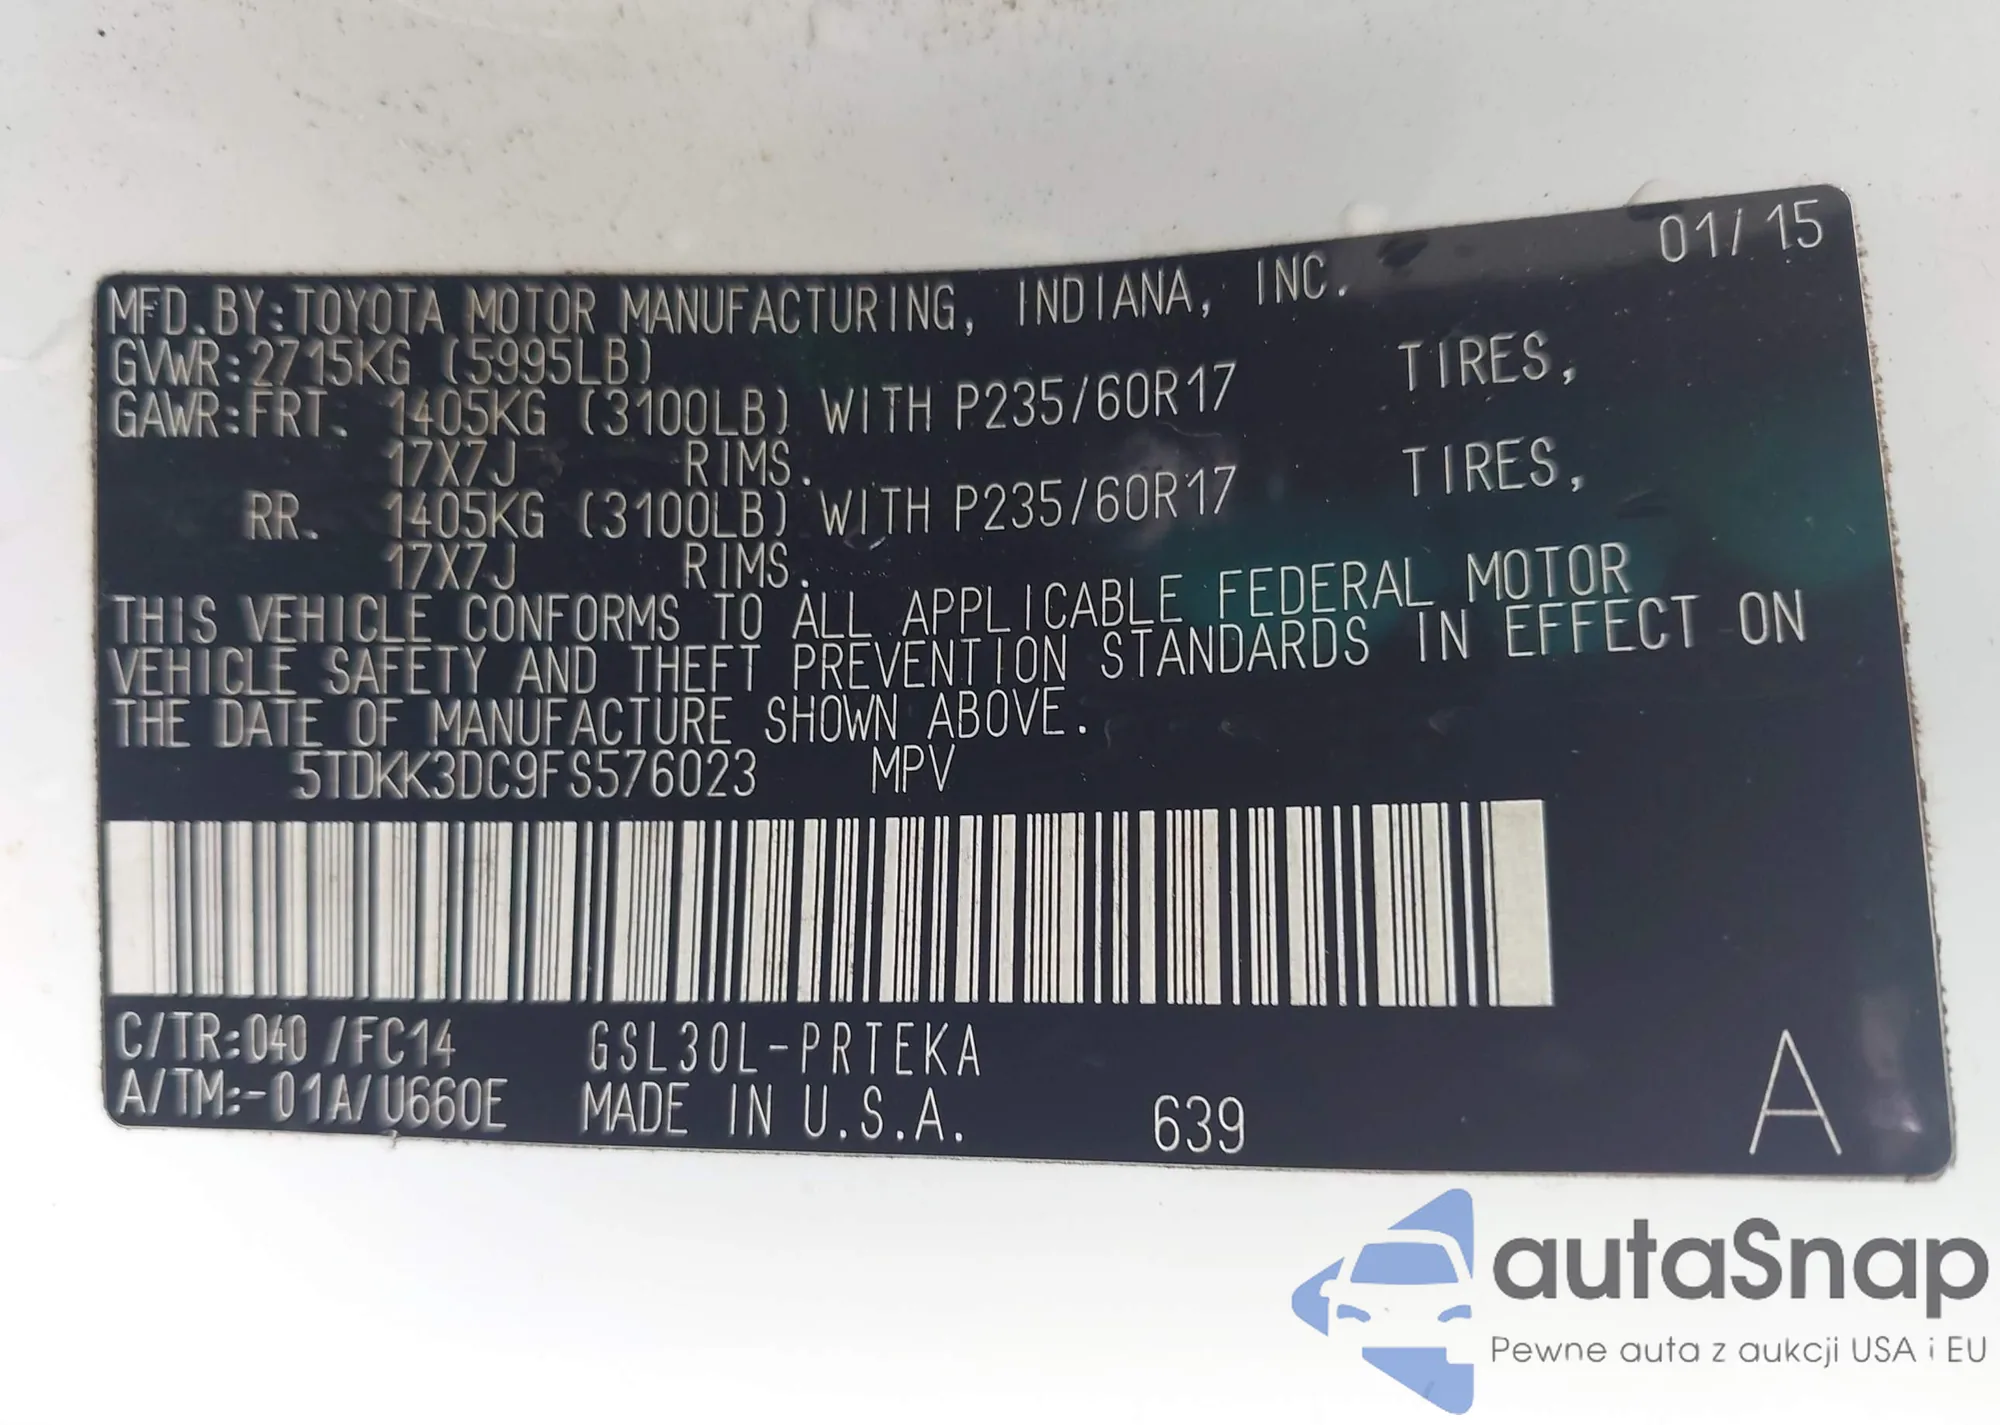 01/15
MFD.BY:TOYOTA MOTOR MANUFACTURING, INDIANA, INC.
GVWR:2715KG (5995LB)
GAWR:FRT. 1405KG (3100LB) WITH P235/60R17 TIRES,
17X7J RIMS.
RR. 1405KG (3100LB) WITH P235/60R17 TIRES,
17X7J RIMS.
THIS VEHICLE CONFORMS TO ALL APPLICABLE FEDERAL MOTOR
VEHICLE SAFETY AND THEFT PREVENTION STANDARDS IN EFFECT ON
THE DATE OF MANUFACTURE SHOWN ABOVE.
5TDKK3DC9FS576023 MPV
C/TR:040 /FC14 GSL30L-PRTEKA
A/TM:-01A/U660E MADE IN U.S.A. 639 A
autaSnap
Pewne auta z aukcji USA i EU